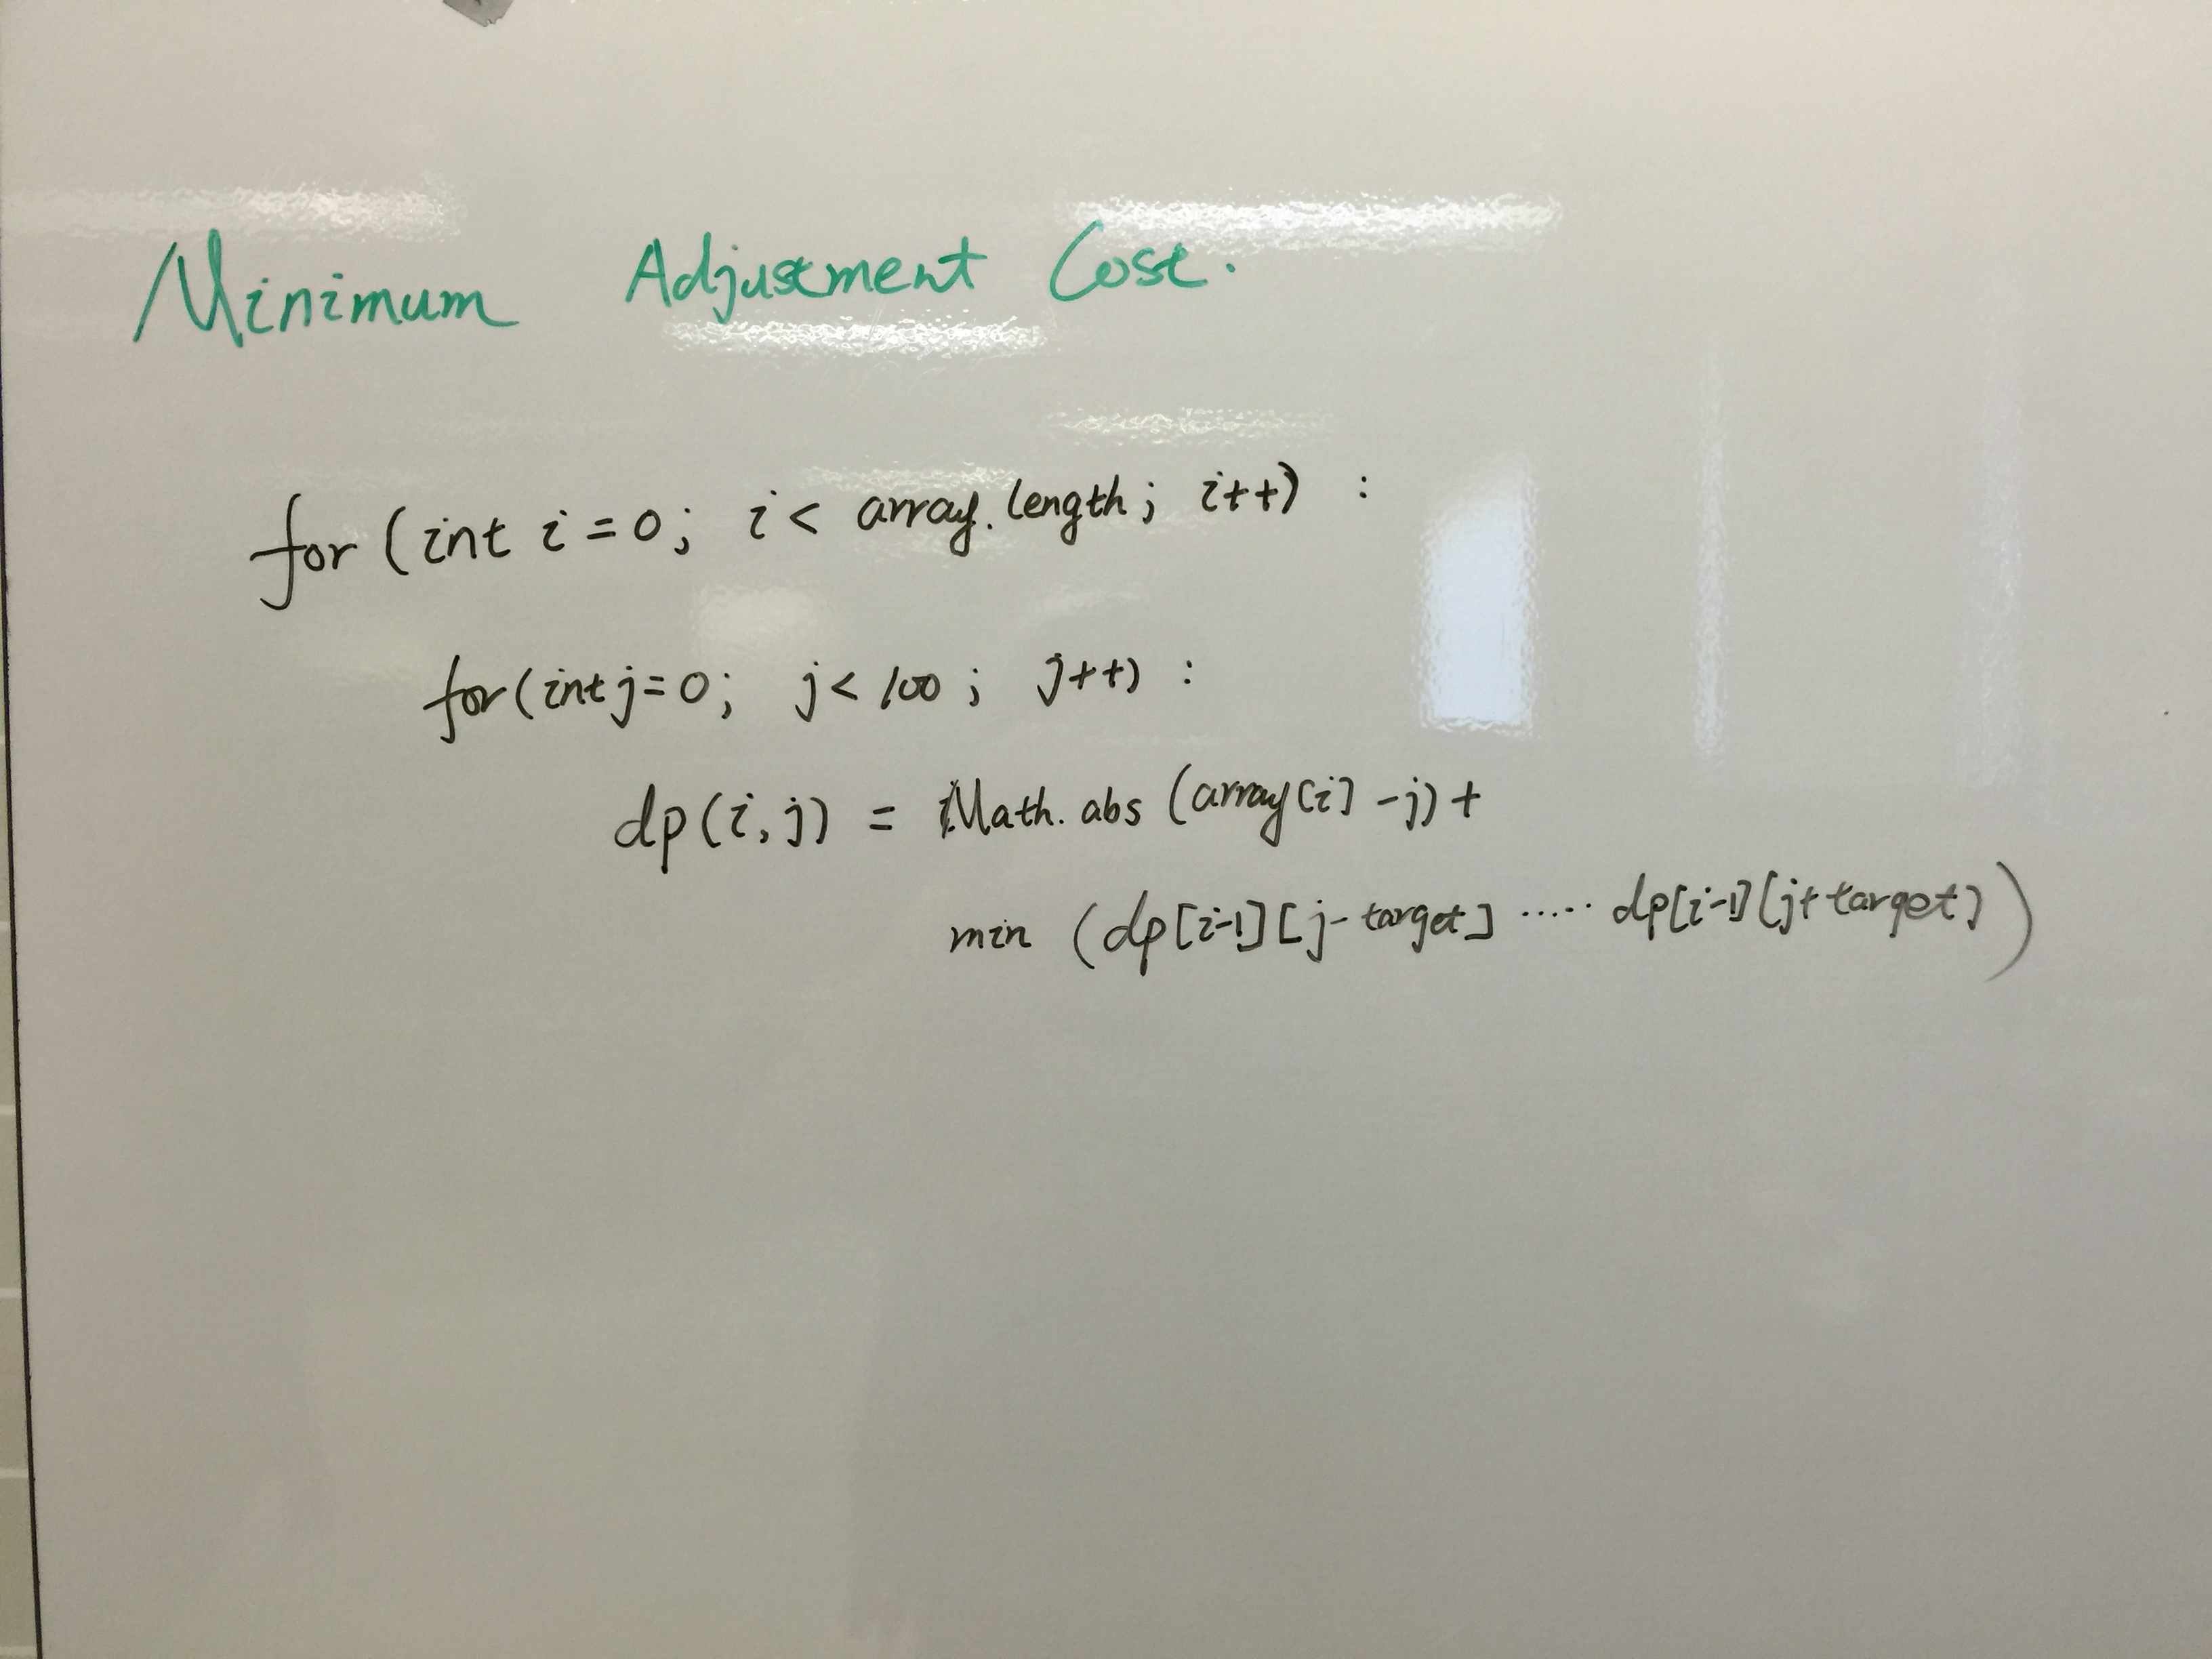 Minimum Adjustment Cost.
for (int i = 0; i < array.length; i++) :
for (int j = 0; j < 100 ; j++) :
dp(i, j) = Math.abs (array[i] - j) +
min (dp[i-1][j-target] ..... dp[i-1][j+target])